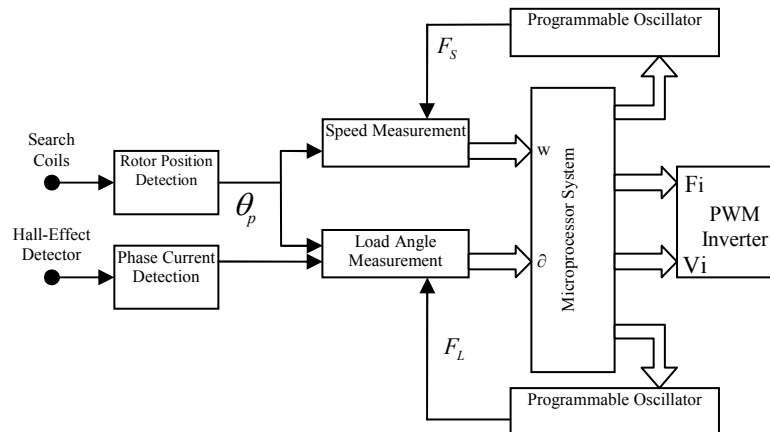 Programmable Oscillator
F_S
Search
Coils
Rotor Position
Detection
Speed Measurement
w
Microprocessor System
Fi
PWM
Inverter
Vi
θ_p
Hall-Effect
Detector
Phase Current
Detection
Load Angle
Measurement
∂
F_L
Programmable Oscillator